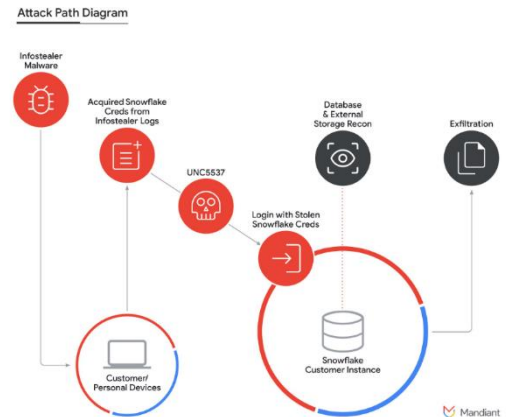 Attack Path Diagram
Infostealer
Malware
Acquired Snowflake
Creds from
Infostealer Logs
UNC5537
Login with Stolen
Snowflake Creds
Database
& External
Storage Recon
Exfiltration
Customer/
Personal Devices
Snowflake
Customer Instance
Mandiant